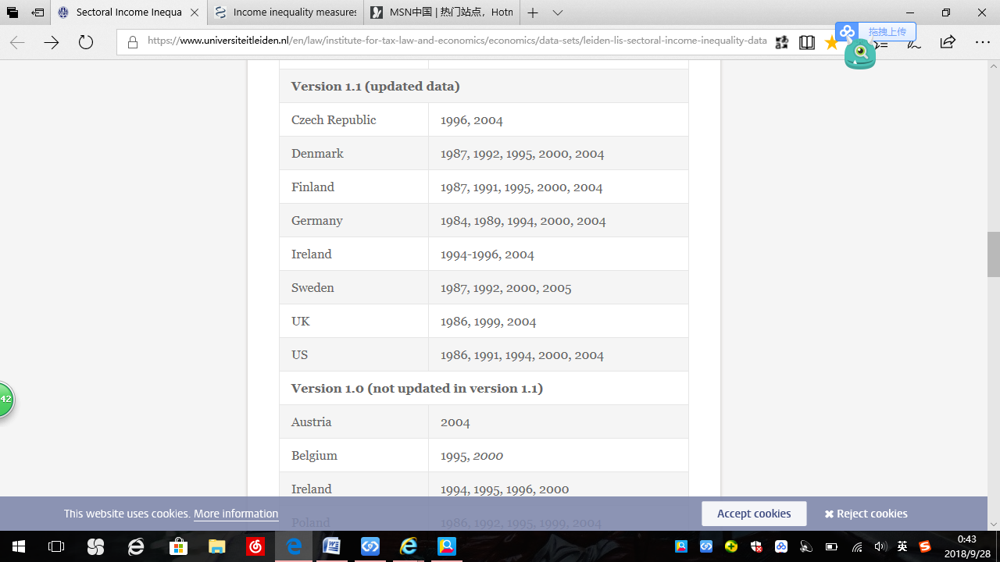 Sectoral Income Inequa
Income inequality measures
MSN中国 | 热门站点，Hotm
https://www.universiteitleiden.nl/en/law/institute-for-tax-law-and-economics/economics/data-sets/leiden-lis-sectoral-income-inequality-data
拖拽上传
Version 1.1 (updated data)
Czech Republic 1996, 2004
Denmark 1987, 1992, 1995, 2000, 2004
Finland 1987, 1991, 1995, 2000, 2004
Germany 1984, 1989, 1994, 2000, 2004
Ireland 1994-1996, 2004
Sweden 1987, 1992, 2000, 2005
UK 1986, 1999, 2004
US 1986, 1991, 1994, 2000, 2004
Version 1.0 (not updated in version 1.1)
42
Austria 2004
Belgium 1995, 2000
Ireland 1994, 1995, 1996, 2000
Poland 1986, 1992, 1995, 1999, 2004
This website uses cookies. More information Accept cookies ✖ Reject cookies
英
0:43
2018/9/28